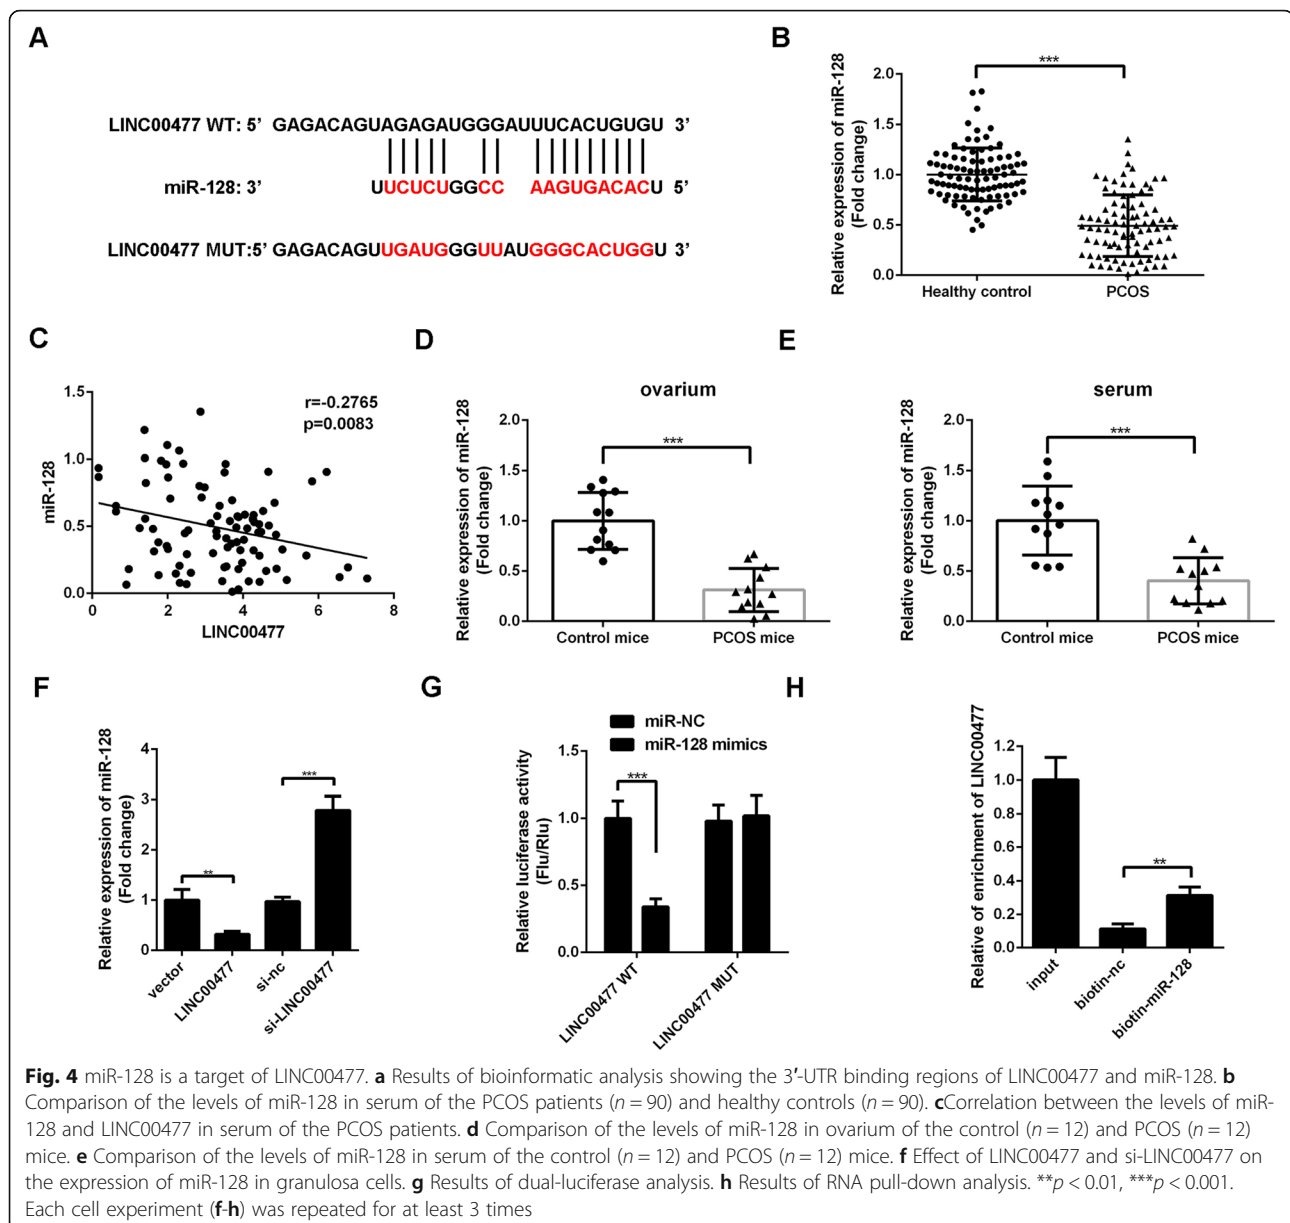 A
LINC00477 WT: 5’ GAGACAGUAGAGAUGGGAUUUCACUGUGU 3’
miR-128: 3’ UUCUCUGGCC AAGUGACACU 5’
LINC00477 MUT:5’ GAGACAGUUGAUGGGUUAUGGGCACUGGU 3’
B
Relative expression of miR-128
(Fold change)
2.0
1.5
1.0
0.5
0.0
***
Healthy control
PCOS
C
miR-128
1.5
1.0
0.5
0.0
r=-0.2765
p=0.0083
0 2 4 6 8
LINC00477
D
ovarium
Relative expression of miR-128
(Fold change)
2.0
1.5
1.0
0.5
0.0
***
Control mice
PCOS mice
E
serum
Relative expression of miR-128
(Fold change)
2.0
1.5
1.0
0.5
0.0
***
Control mice
PCOS mice
F
Relative expression of miR-128
(Fold change)
4
3
2
1
0
**
***
vector
LINC00477
si-nc
si-LINC00477
G
miR-NC
miR-128 mimics
Relative luciferase activity
(Flu/Rlu)
1.5
1.0
0.5
0.0
***
LINC00477 WT
LINC00477 MUT
H
Relative of enrichment of LINC00477
1.2
1.0
0.8
0.6
0.4
0.2
0.0
**
input
biotin-nc
biotin-miR-128
Fig. 4 miR-128 is a target of LINC00477. a Results of bioinformatic analysis showing the 3′-UTR binding regions of LINC00477 and miR-128. b
Comparison of the levels of miR-128 in serum of the PCOS patients (n = 90) and healthy controls (n = 90). cCorrelation between the levels of miR-
128 and LINC00477 in serum of the PCOS patients. d Comparison of the levels of miR-128 in ovarium of the control (n = 12) and PCOS (n = 12)
mice. e Comparison of the levels of miR-128 in serum of the control (n = 12) and PCOS (n = 12) mice. f Effect of LINC00477 and si-LINC00477 on
the expression of miR-128 in granulosa cells. g Results of dual-luciferase analysis. h Results of RNA pull-down analysis. **p < 0.01, ***p < 0.001.
Each cell experiment (f-h) was repeated for at least 3 times